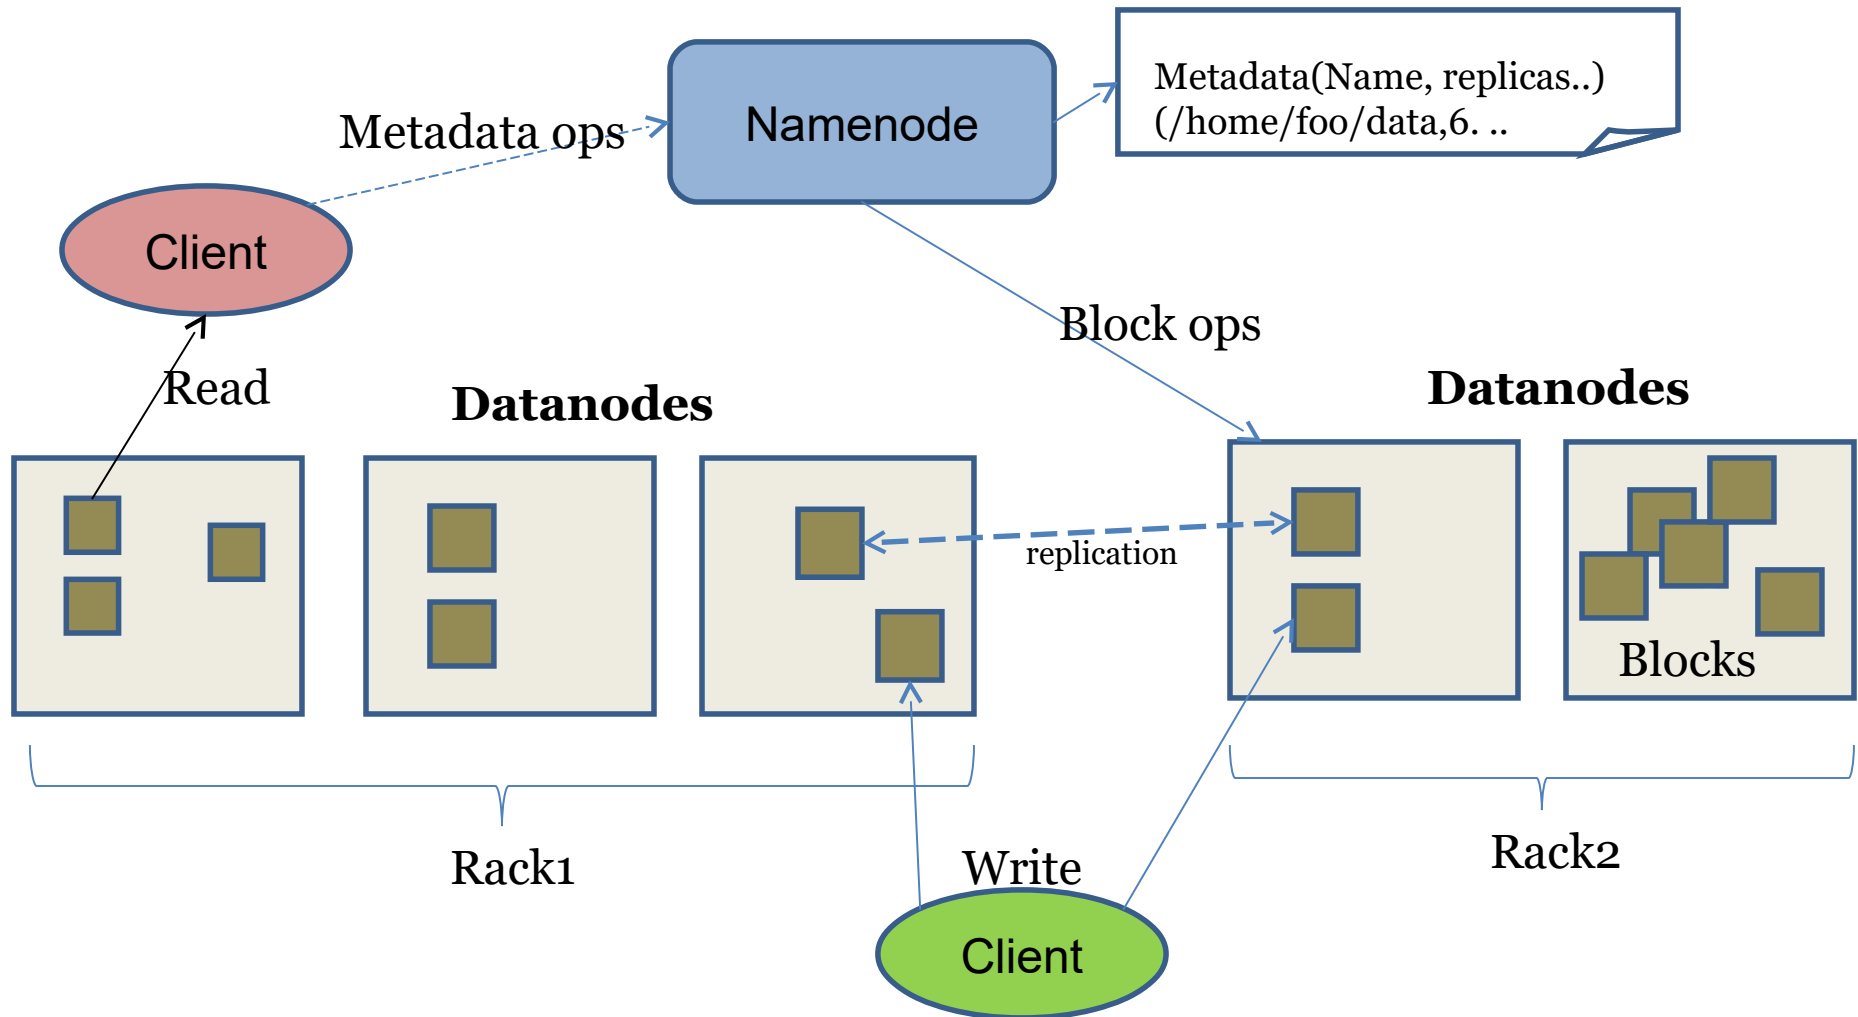 Metadata(Name, replicas..)
(/home/foo/data,6. ..
Namenode
Metadata ops
Client
Block ops
Read
Datanodes
Datanodes
replication
Blocks
Rack1
Write
Rack2
Client